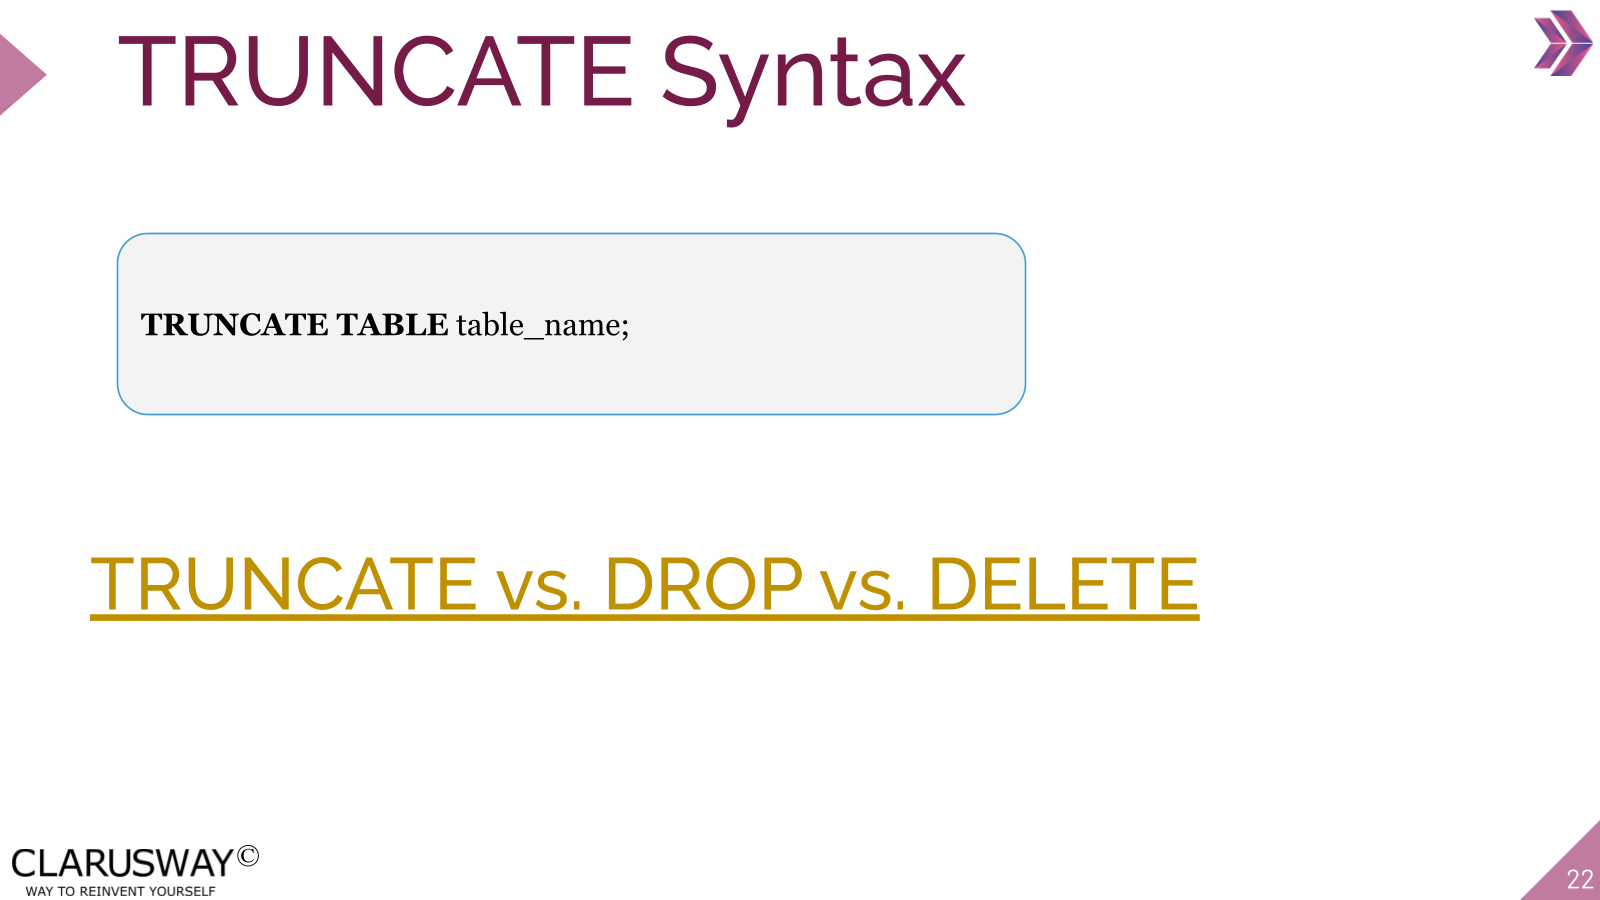 TRUNCATE Syntax
TRUNCATE TABLE table_name;
TRUNCATE vs. DROP vs. DELETE
CLARUSWAY©
WAY TO REINVENT YOURSELF
22